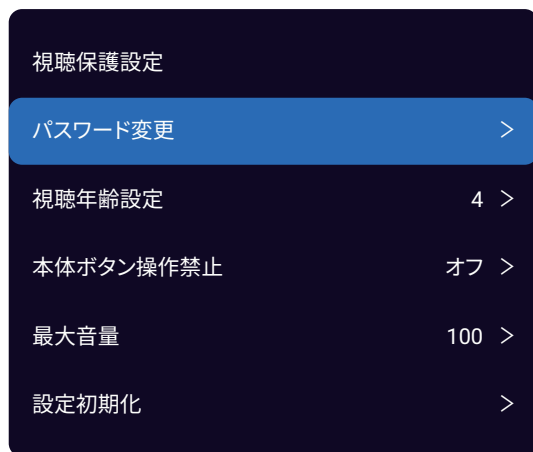 視聴保護設定
パスワード変更 >
視聴年齢設定 4 >
本体ボタン操作禁止 オフ >
最大音量 100 >
設定初期化 >